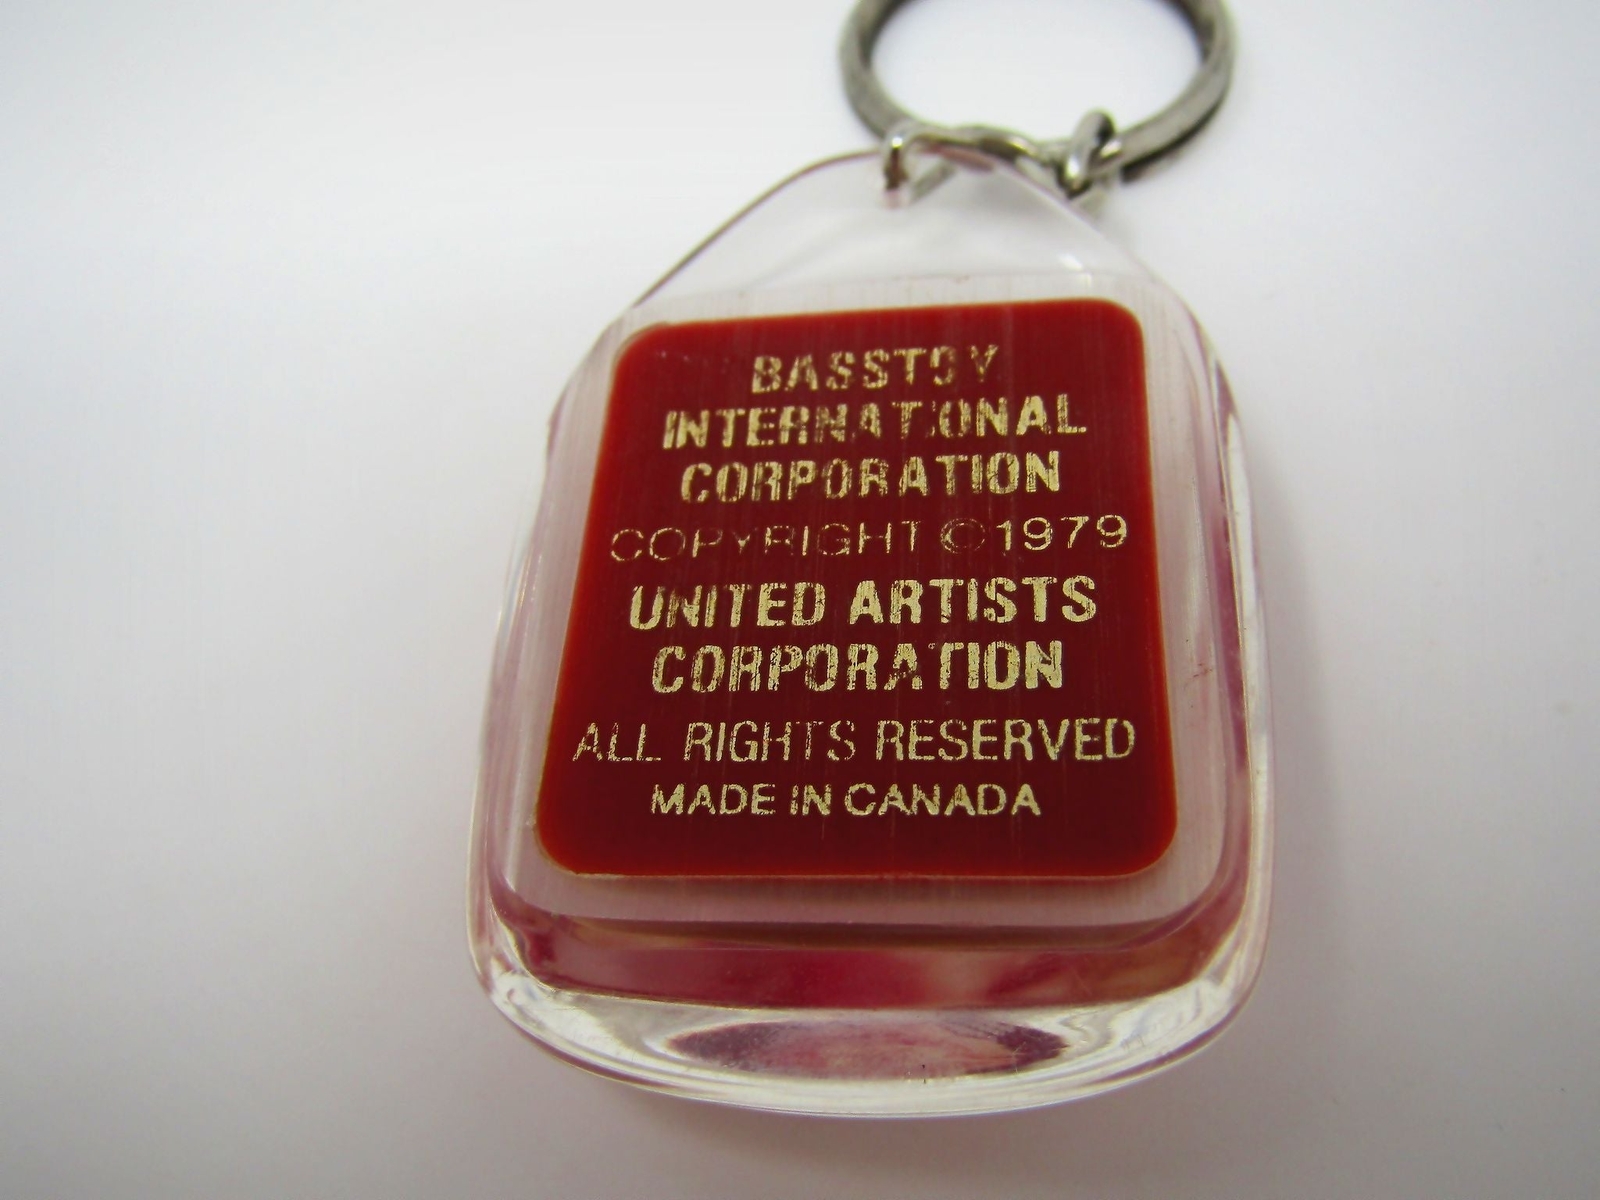 BASSTOY
INTERNATIONAL
CORPORATION
COPYRIGHT ©1979
UNITED ARTISTS
CORPORATION
ALL RIGHTS RESERVED
MADE IN CANADA